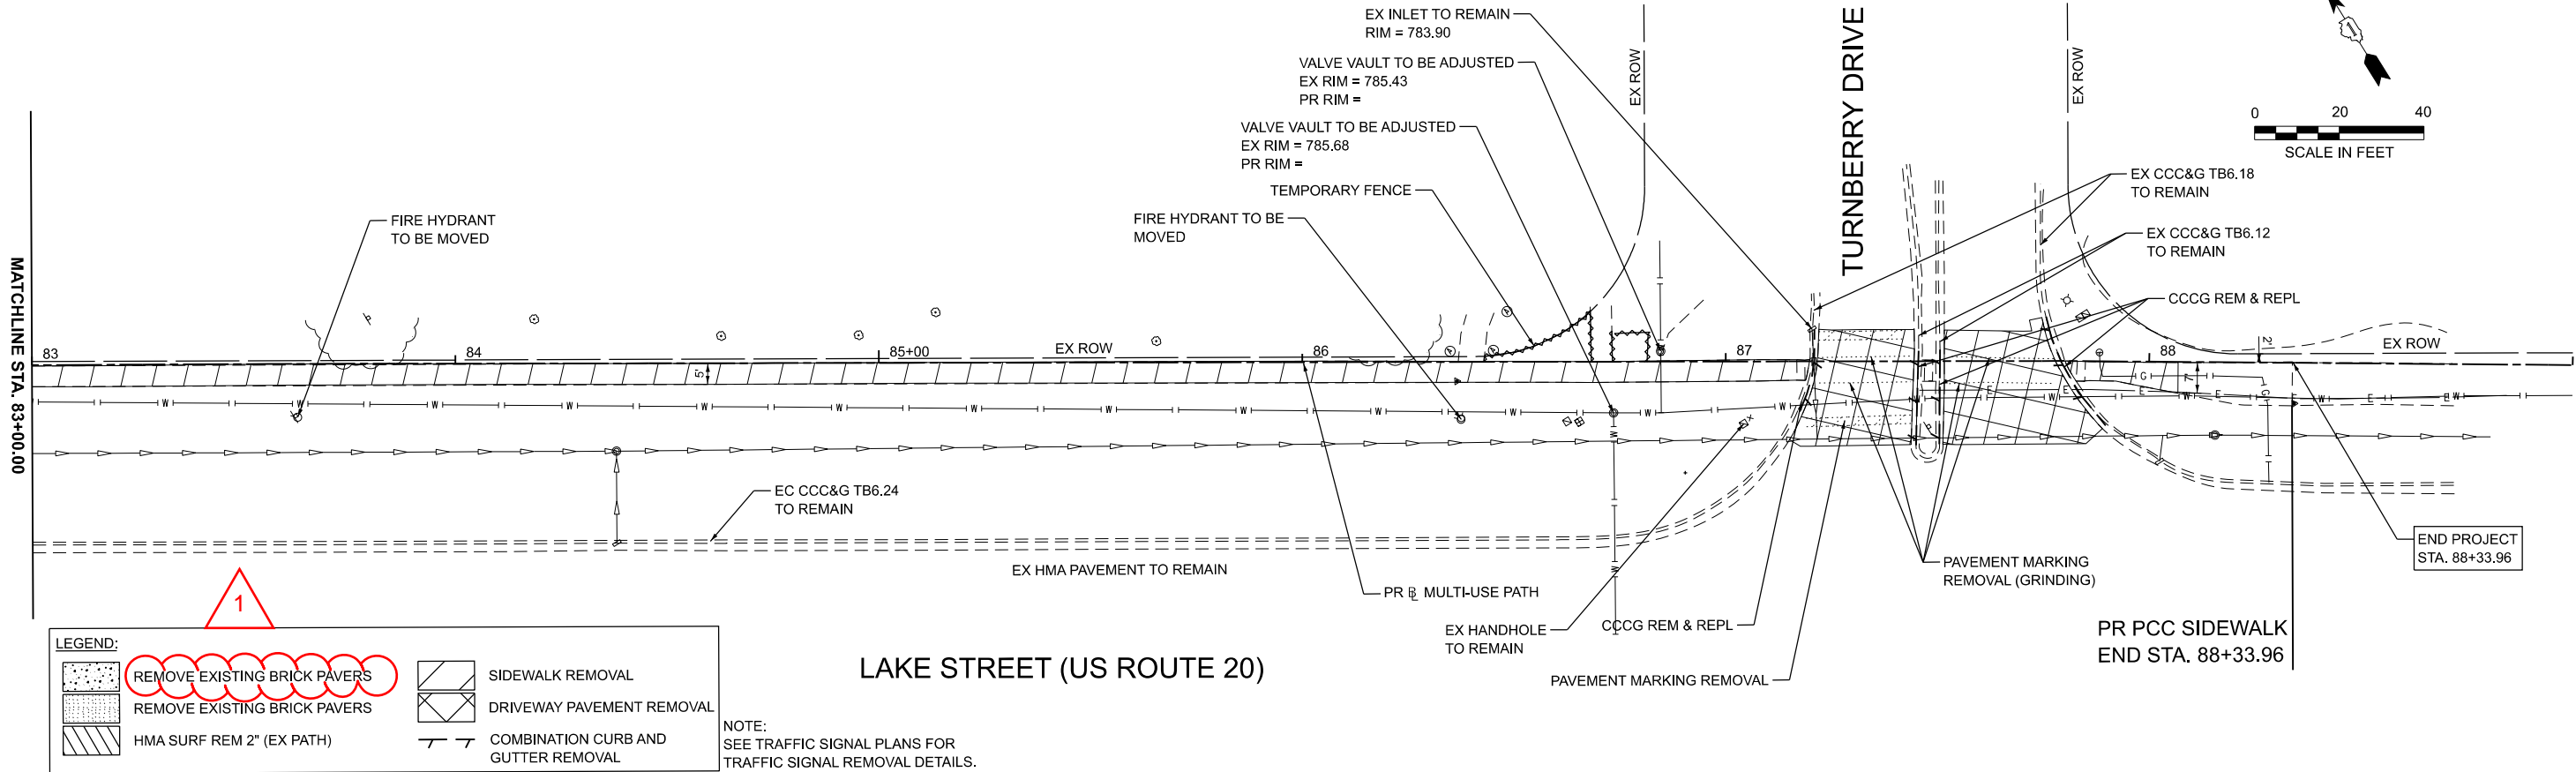 EX INLET TO REMAIN
RIM = 783.90
VALVE VAULT TO BE ADJUSTED
EX RIM = 785.43
PR RIM =
VALVE VAULT TO BE ADJUSTED
EX RIM = 785.68
PR RIM =
TEMPORARY FENCE
FIRE HYDRANT TO BE
MOVED
FIRE HYDRANT
TO BE MOVED
EX ROW
TURNBERRY DRIVE
EX ROW
0 20 40
SCALE IN FEET
EX CCC&G TB6.18
TO REMAIN
EX CCC&G TB6.12
TO REMAIN
CCCG REM & REPL
MATCHLINE STA. 83+00.00
83
84
85+00
EX ROW
86
87
88
2'
EX ROW
5'
7'
W W W W W W W W W W W W W W W W W
G G
E E E E
EC CCC&G TB6.24
TO REMAIN
EX HMA PAVEMENT TO REMAIN
PR BL MULTI-USE PATH
EX HANDHOLE
TO REMAIN
CCCG REM & REPL
PAVEMENT MARKING REMOVAL
PAVEMENT MARKING
REMOVAL (GRINDING)
END PROJECT
STA. 88+33.96
PR PCC SIDEWALK
END STA. 88+33.96
LAKE STREET (US ROUTE 20)
1
LEGEND:
REMOVE EXISTING BRICK PAVERS
REMOVE EXISTING BRICK PAVERS
HMA SURF REM 2" (EX PATH)
SIDEWALK REMOVAL
DRIVEWAY PAVEMENT REMOVAL
COMBINATION CURB AND
GUTTER REMOVAL
NOTE:
SEE TRAFFIC SIGNAL PLANS FOR
TRAFFIC SIGNAL REMOVAL DETAILS.